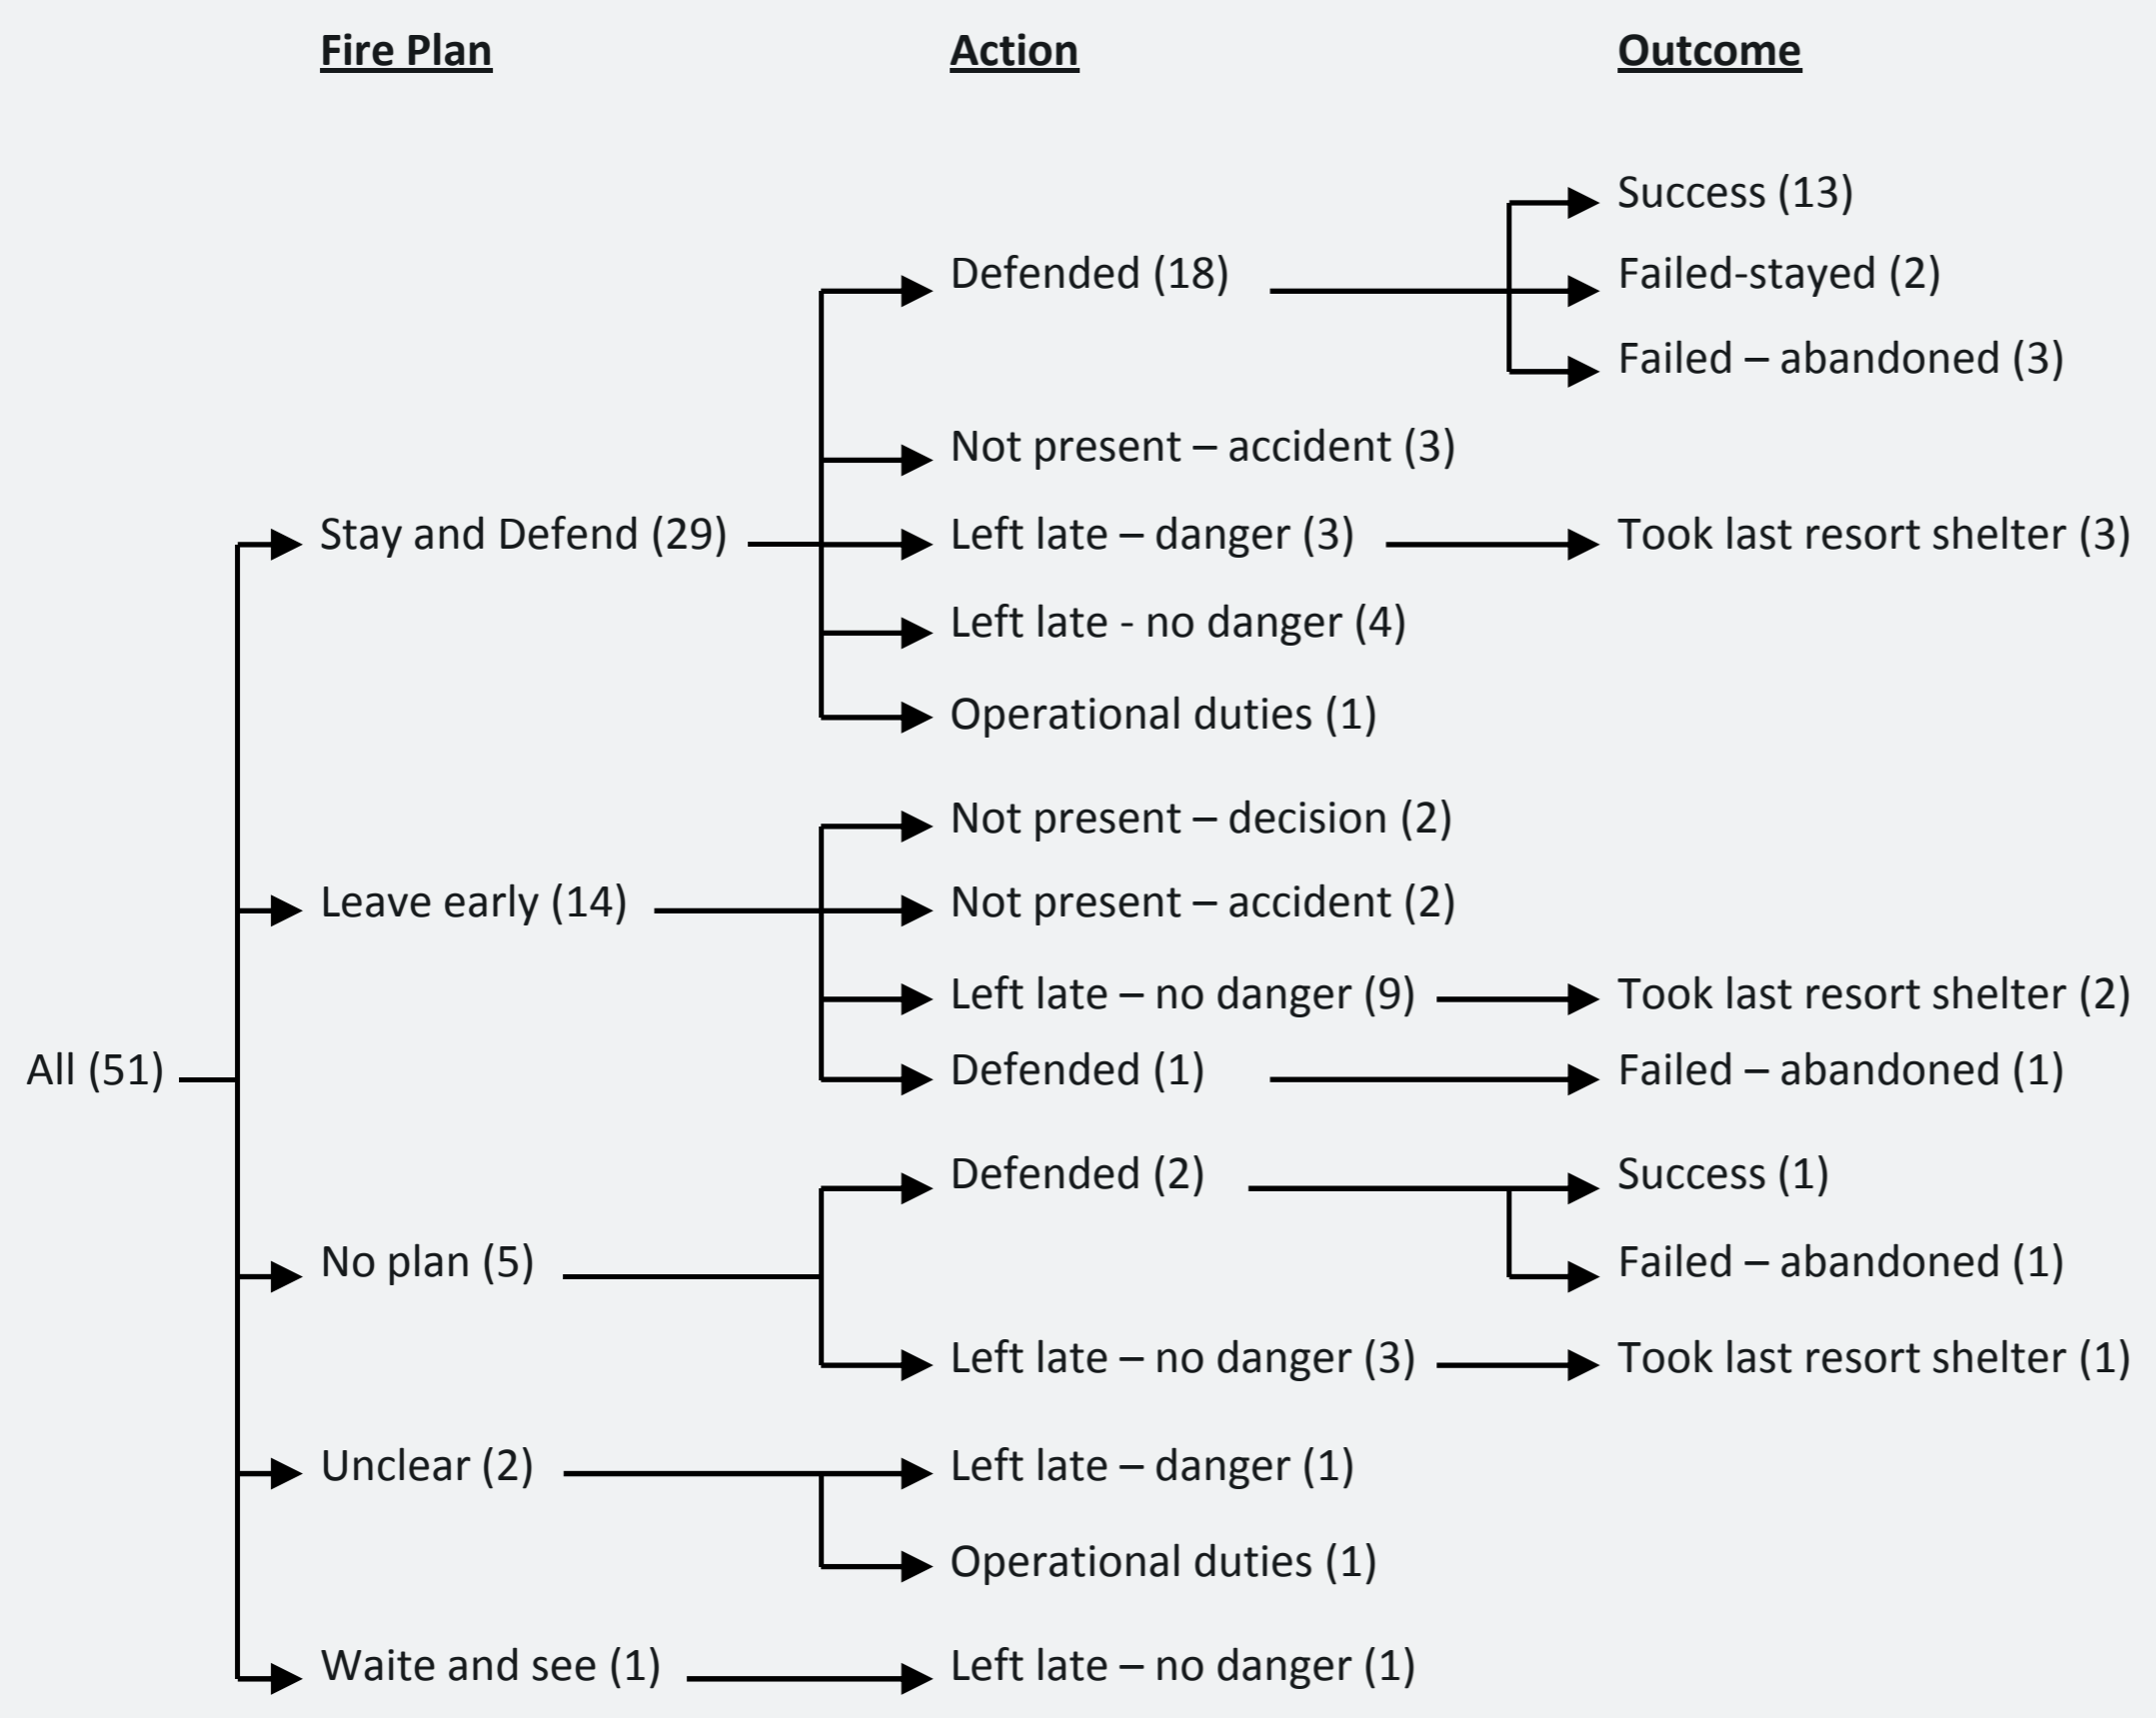 Fire Plan
Action
Outcome
Success (13)
Defended (18)
Failed-stayed (2)
Failed – abandoned (3)
Not present – accident (3)
Stay and Defend (29)
Left late – danger (3)
Took last resort shelter (3)
Left late - no danger (4)
Operational duties (1)
Not present – decision (2)
Leave early (14)
Not present – accident (2)
Left late – no danger (9)
Took last resort shelter (2)
All (51)
Defended (1)
Failed – abandoned (1)
Defended (2)
Success (1)
No plan (5)
Failed – abandoned (1)
Left late – no danger (3)
Took last resort shelter (1)
Unclear (2)
Left late – danger (1)
Operational duties (1)
Waite and see (1)
Left late – no danger (1)